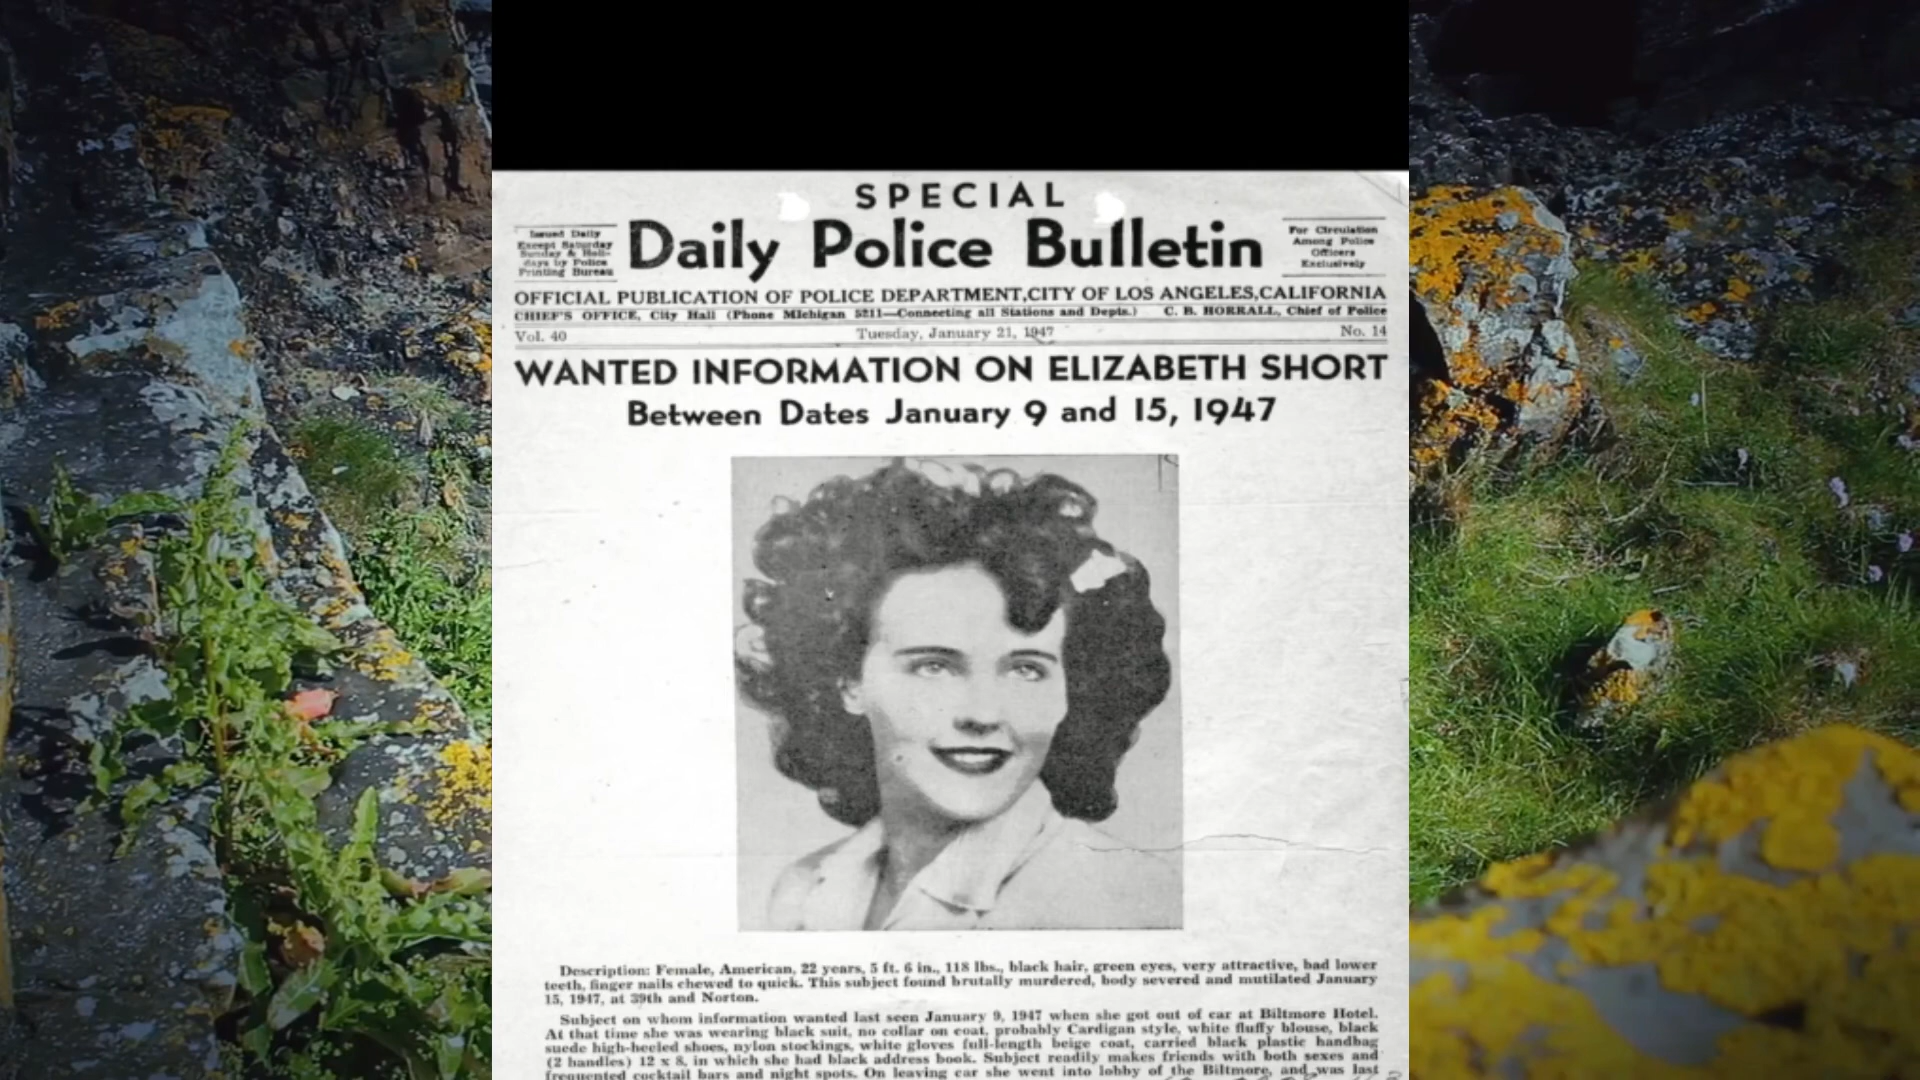 SPECIAL
Issued Daily
Except Saturday
Sunday & Holi-
days by Police
Printing Bureau
Daily Police Bulletin
For Circulation
Among Police
Officers
Exclusively
OFFICIAL PUBLICATION OF POLICE DEPARTMENT, CITY OF LOS ANGELES, CALIFORNIA
CHIEF'S OFFICE, City Hall (Phone MIchigan 5211—Connecting all Stations and Depts.) C. B. HORRALL, Chief of Police
Vol. 40 Tuesday, January 21, 1947 No. 14
WANTED INFORMATION ON ELIZABETH SHORT
Between Dates January 9 and 15, 1947
Description: Female, American, 22 years, 5 ft. 6 in., 118 lbs., black hair, green eyes, very attractive, bad lower
teeth, finger nails chewed to quick. This subject found brutally murdered, body severed and mutilated January
15, 1947, at 39th and Norton.
Subject on whom information wanted last seen January 9, 1947 when she got out of car at Biltmore Hotel.
At that time she was wearing black suit, no collar on coat, probably Cardigan style, white fluffy blouse, black
suede high-heeled shoes, nylon stockings, white gloves full-length beige coat, carried black plastic handbag
(2 handles) 12 x 8, in which she had black address book. Subject readily makes friends with both sexes and
frequented cocktail bars and night spots. On leaving car she went into lobby of the Biltmore, and was last